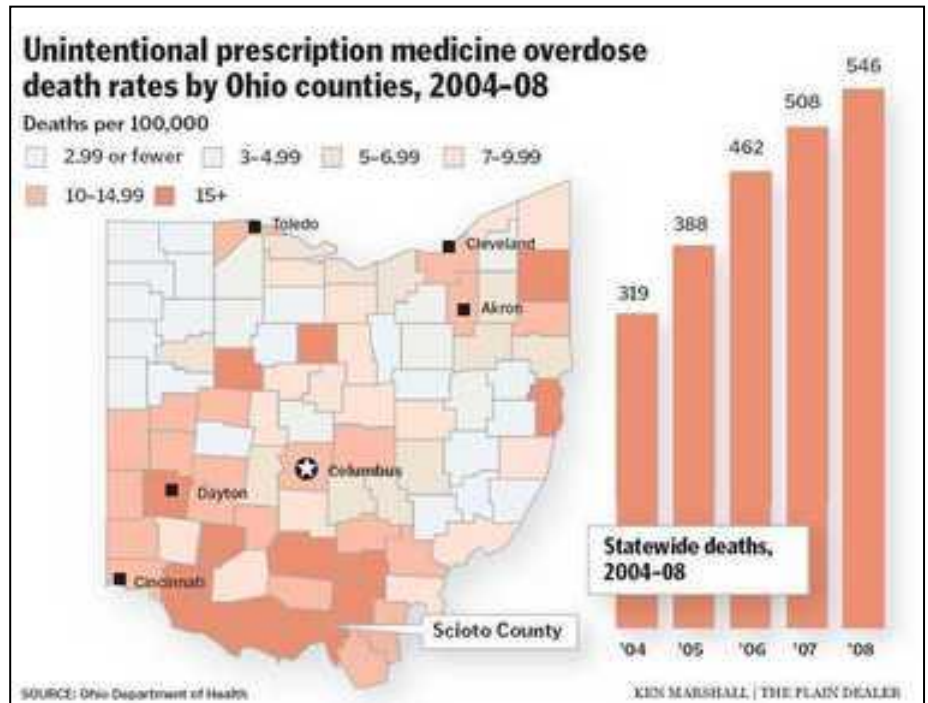 Unintentional prescription medicine overdose
death rates by Ohio counties, 2004–08
Deaths per 100,000
2.99 or fewer 3–4.99 5–6.99 7–9.99
10–14.99 15+
Toledo
Cleveland
Akron
Columbus
Dayton
Cincinnati
Scioto County
SOURCE: Ohio Department of Health
546
508
462
388
319
Statewide deaths,
2004–08
'04 '05 '06 '07 '08
KEN MARSHALL | THE PLAIN DEALER